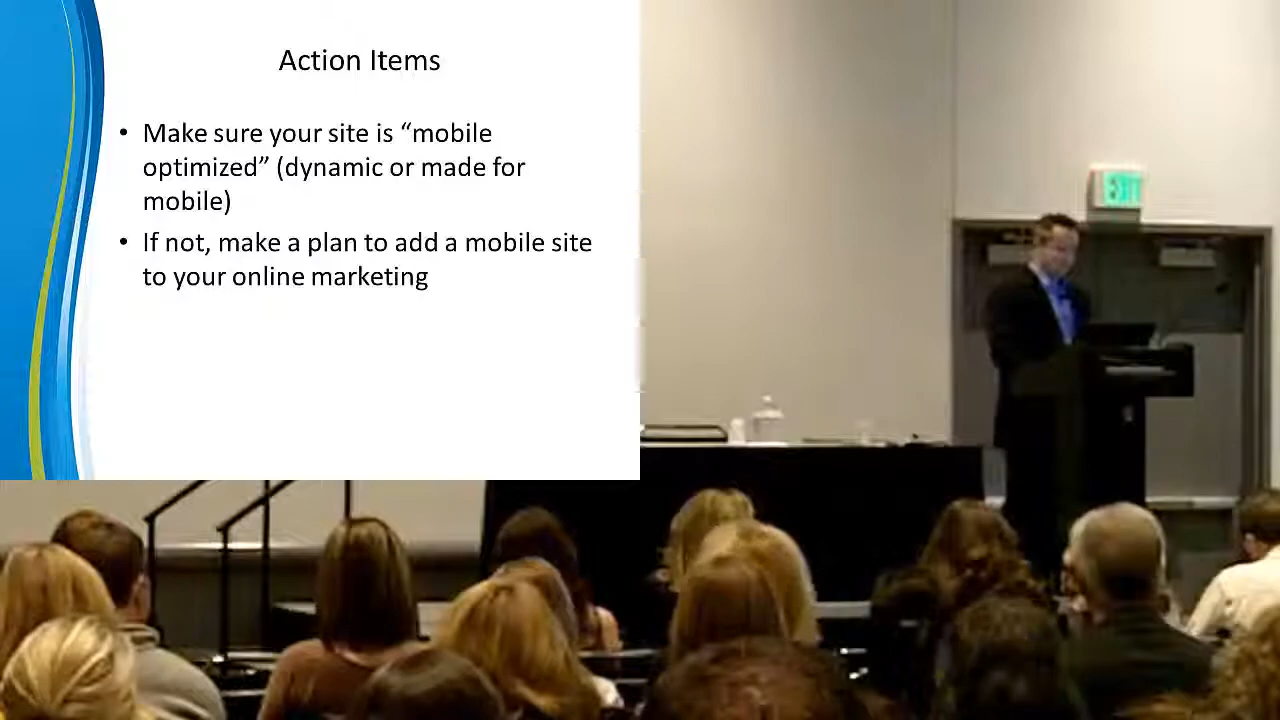 Action Items
• Make sure your site is “mobile
optimized” (dynamic or made for
mobile)
• If not, make a plan to add a mobile site
to your online marketing
EXIT